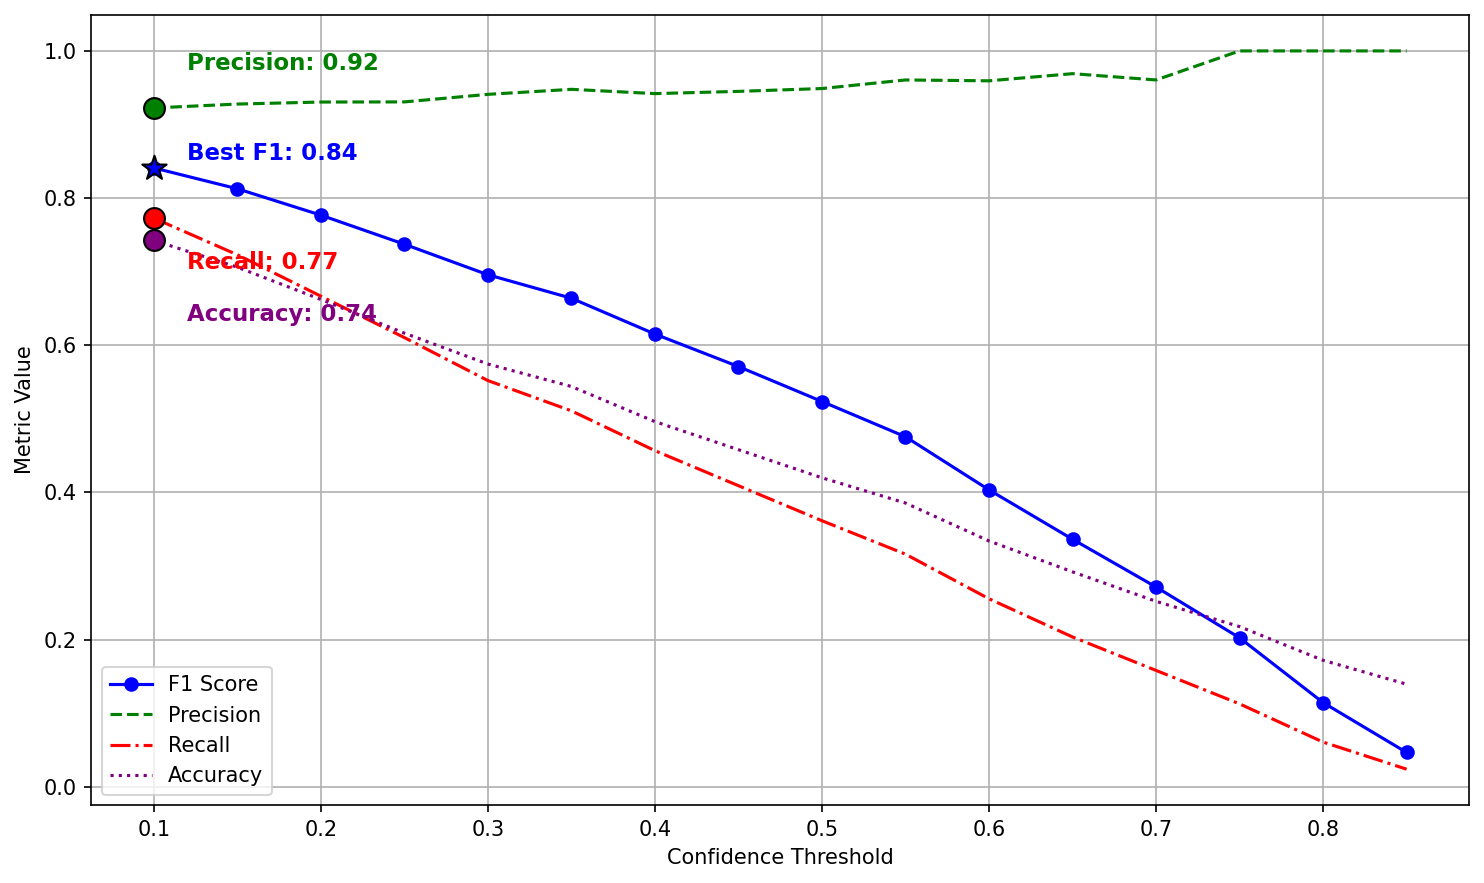 1.0
0.8
0.6
0.4
0.2
0.0
Metric Value
Precision: 0.92
Best F1: 0.84
Recall: 0.77
Accuracy: 0.74
F1 Score
Precision
Recall
Accuracy
0.1 0.2 0.3 0.4 0.5 0.6 0.7 0.8
Confidence Threshold